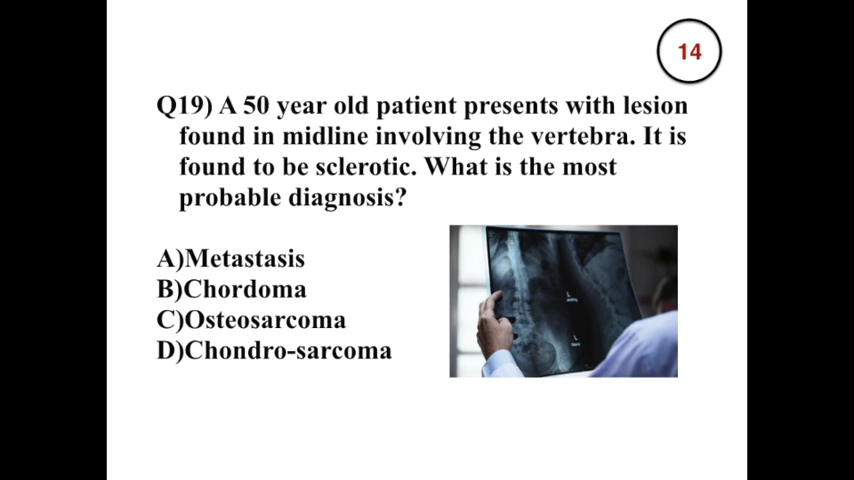 14
Q19) A 50 year old patient presents with lesion
found in midline involving the vertebra. It is
found to be sclerotic. What is the most
probable diagnosis?
A)Metastasis
B)Chordoma
C)Osteosarcoma
D)Chondro-sarcoma